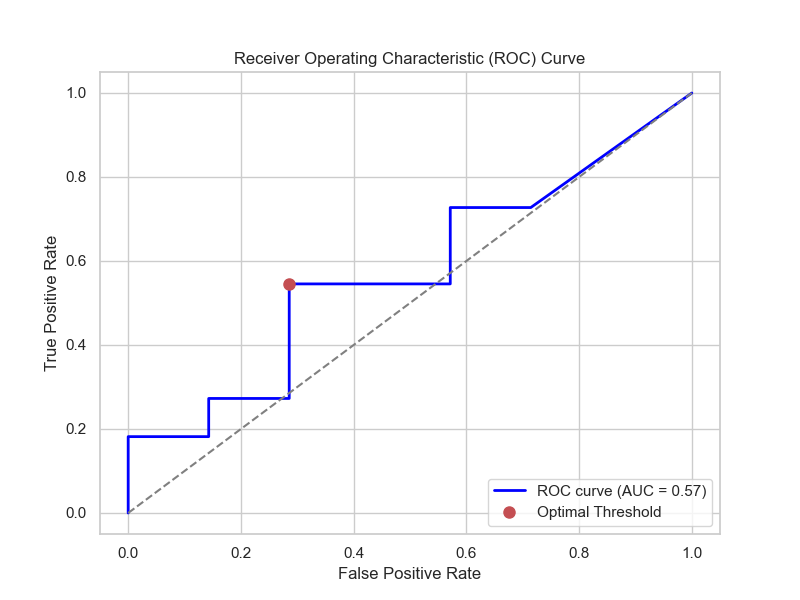 Receiver Operating Characteristic (ROC) Curve
1.0
0.8
0.6
0.4
0.2
0.0
True Positive Rate
0.0 0.2 0.4 0.6 0.8 1.0
False Positive Rate
ROC curve (AUC = 0.57)
Optimal Threshold